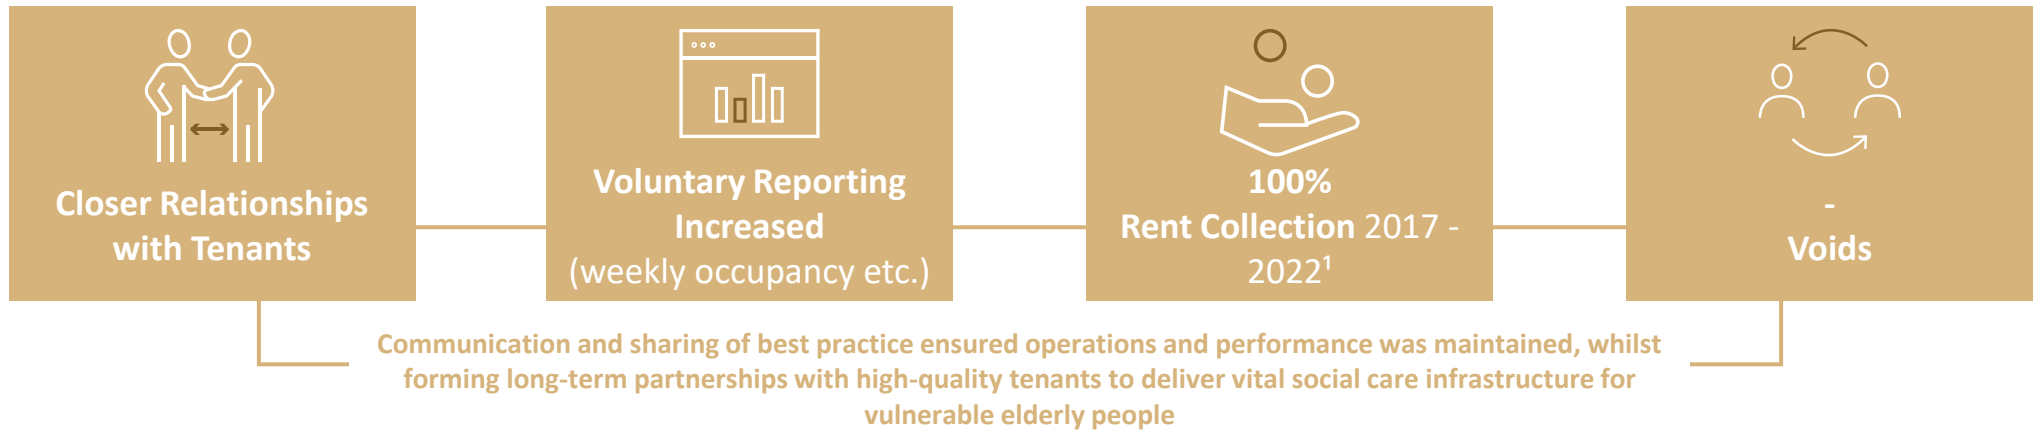 Closer Relationships
with Tenants
Voluntary Reporting
Increased
(weekly occupancy etc.)
100%
Rent Collection 2017 -
2022¹
-
Voids
Communication and sharing of best practice ensured operations and performance was maintained, whilst
forming long-term partnerships with high-quality tenants to deliver vital social care infrastructure for
vulnerable elderly people